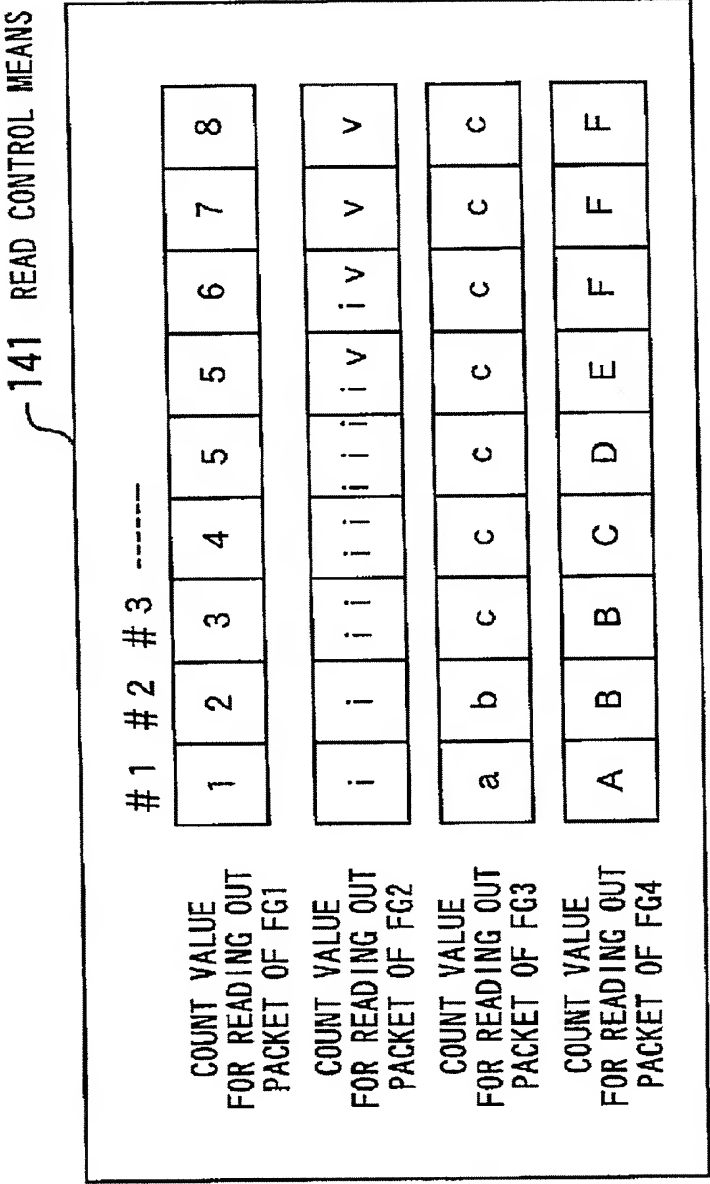 141 READ CONTROL MEANS
#1 #2 #3 ------
COUNT VALUE
FOR READING OUT
PACKET OF FG1
1 2 3 4 5 5 6 7 8
COUNT VALUE
FOR READING OUT
PACKET OF FG2
i i ii ii iii iv iv v v
COUNT VALUE
FOR READING OUT
PACKET OF FG3
a b c c c c c c c
COUNT VALUE
FOR READING OUT
PACKET OF FG4
A B B C D E F F F